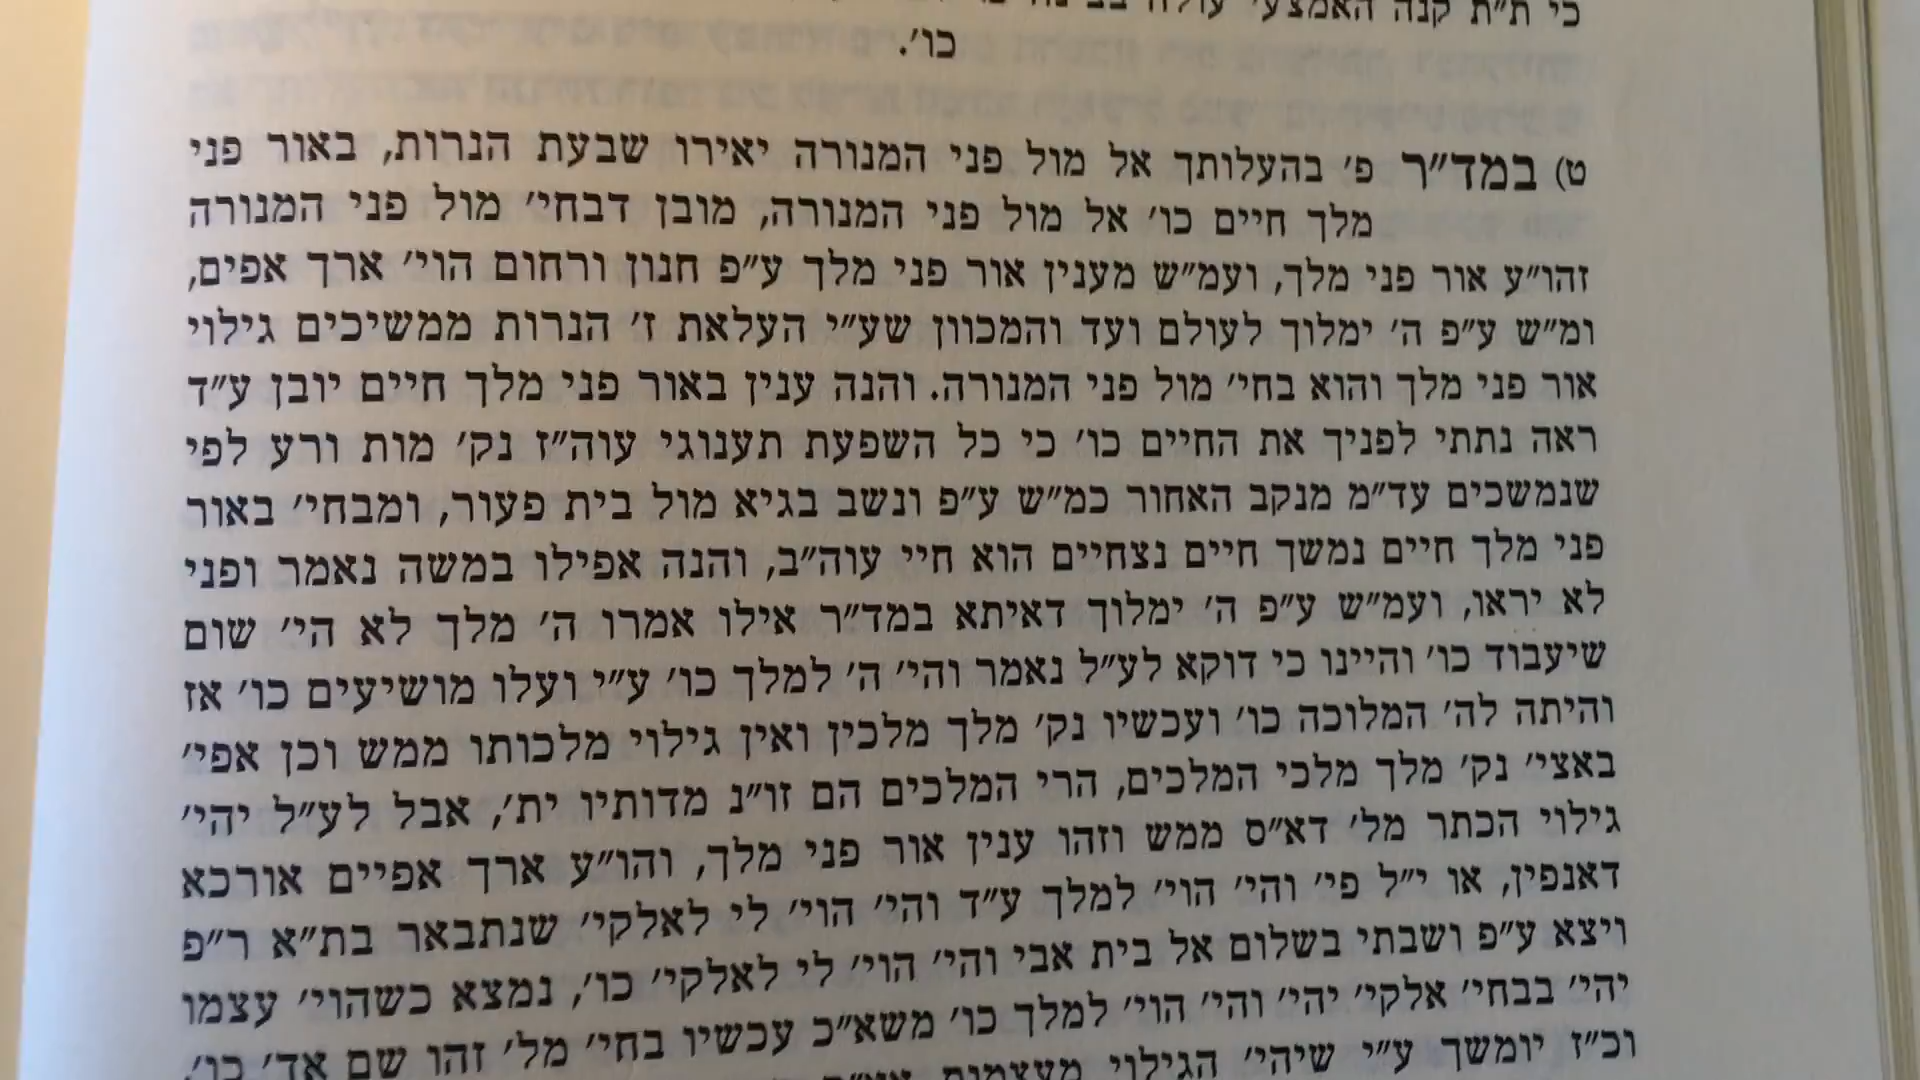 כי ת״ת קנה האמצעי עולה
כו׳.
ט) במד״ר פ׳ בהעלותך אל מול פני המנורה יאירו שבעת הנרות, באור פני
מלך חיים כו׳ אל מול פני המנורה, מובן דבחי׳ מול פני המנורה
זהו״ע אור פני מלך, ועמ״ש מענין אור פני מלך ע״פ חנון ורחום הוי׳ ארך אפים,
ומ״ש ע״פ ה׳ ימלוך לעולם ועד והמכוון שע״י העלאת ז׳ הנרות ממשיכים גילוי
אור פני מלך והוא בחי׳ מול פני המנורה. והנה ענין באור פני מלך חיים יובן ע״ד
ראה נתתי לפניך את החיים כו׳ כי כל השפעת תענוגי עוה״ז נק׳ מות ורע לפי
שנמשכים עד״מ מנקב האחור כמ״ש ע״פ ונשב בגיא מול בית פעור, ומבחי׳ באור
פני מלך חיים נמשך חיים נצחיים הוא חיי עוה״ב, והנה אפילו במשה נאמר ופני
לא יראו, ועמ״ש ע״פ ה׳ ימלוך דאיתא במד״ר אילו אמרו ה׳ מלך לא הי׳ שום
שיעבוד כו׳ והיינו כי דוקא לע״ל נאמר והי׳ ה׳ למלך כו׳ ע״י ועלו מושיעים כו׳ אז
והיתה לה׳ המלוכה כו׳ ועכשיו נק׳ מלך מלכין ואין גילוי מלכותו ממש וכן אפי׳
באצי׳ נק׳ מלך מלכי המלכים, הרי המלכים הם זו״נ מדותיו ית׳, אבל לע״ל יהי׳
גילוי הכתר מל׳ דא״ס ממש וזהו ענין אור פני מלך, והו״ע ארך אפיים אורכא
דאנפין, או י״ל פי׳ והי׳ הוי׳ למלך ע״ד והי׳ הוי׳ לי לאלקי׳ שנתבאר בת״א ר״פ
ויצא ע״פ ושבתי בשלום אל בית אבי והי׳ הוי׳ לי לאלקי׳ כו׳, נמצא כשהוי׳ עצמו
יהי׳ בבחי׳ אלקי׳ יהי׳ והי׳ הוי׳ למלך כו׳ משא״כ עכשיו בחי׳ מל׳ זהו שם אד׳ כו׳.
וכ״ז יומשך ע״י שיהי׳ הגילוי מעצמות